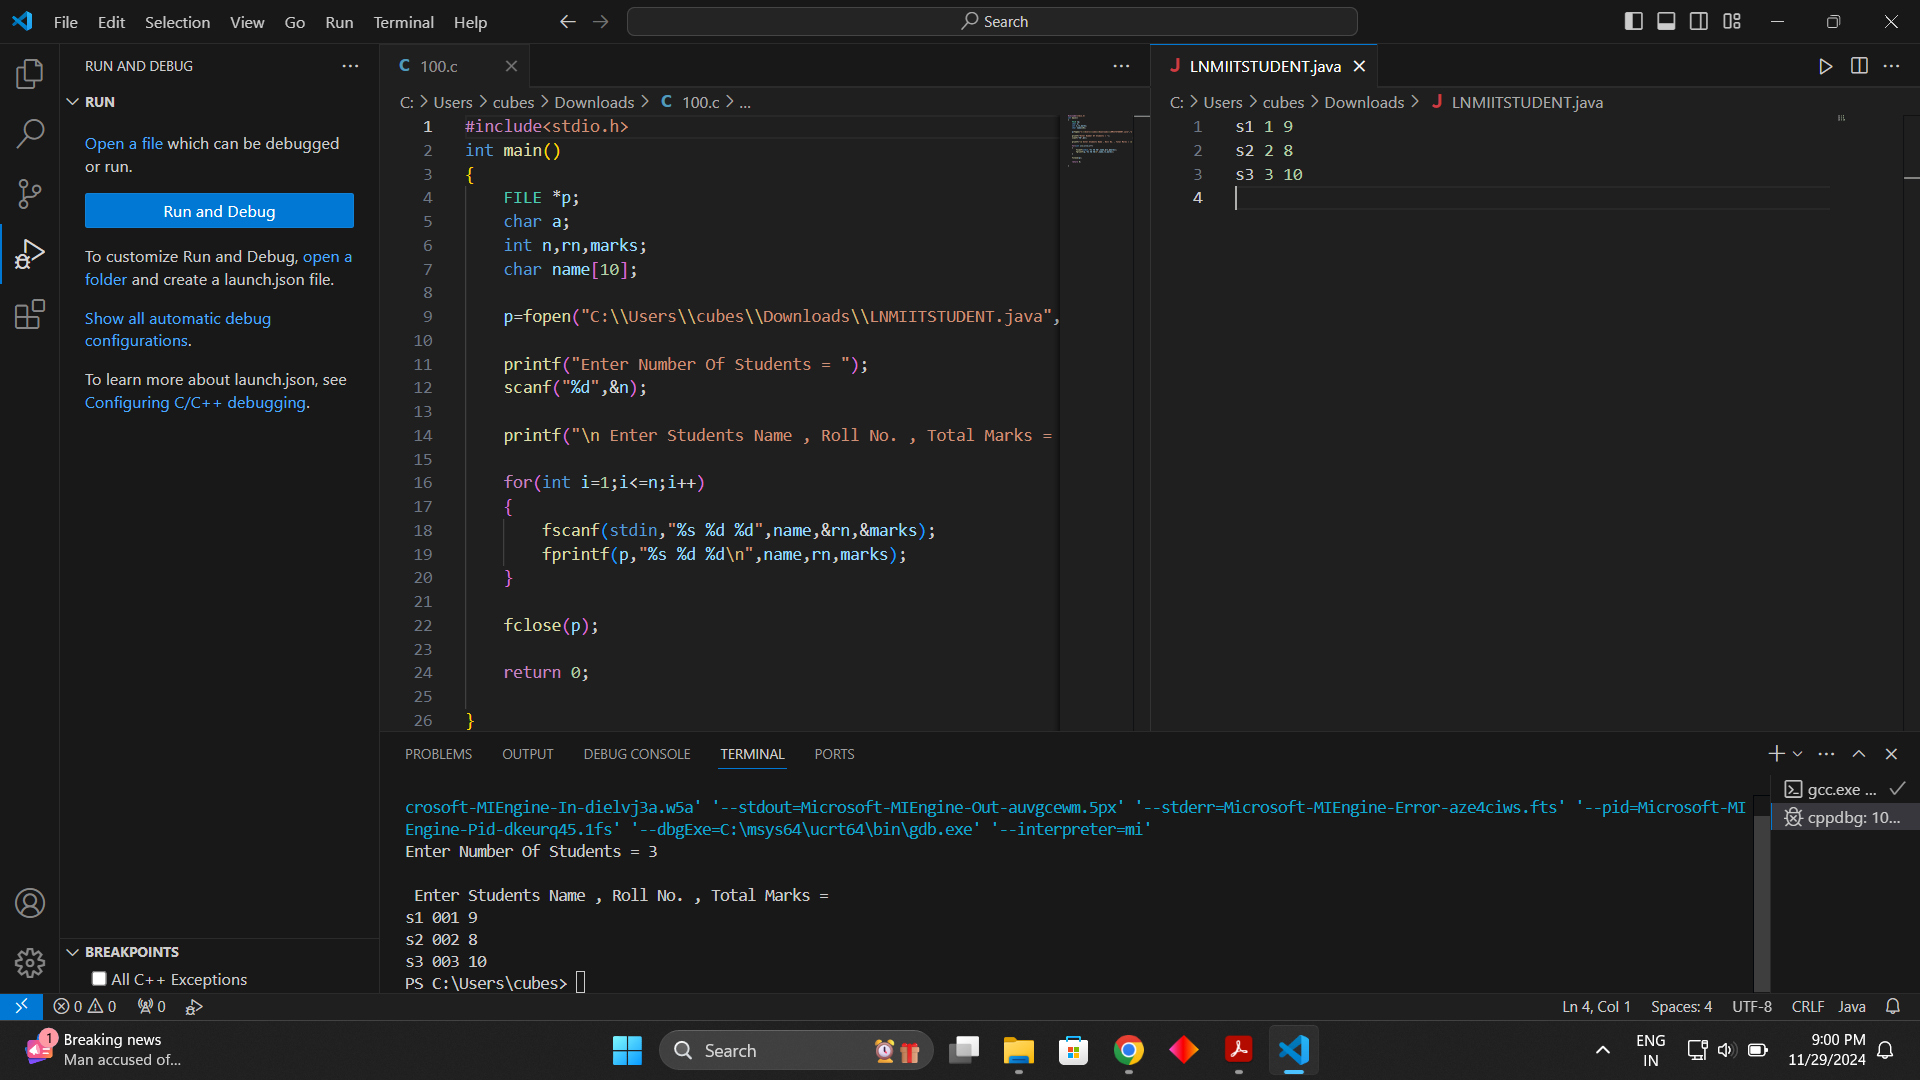 File Edit Selection View Go Run Terminal Help
Search
RUN AND DEBUG
RUN
Open a file which can be debugged
or run.
Run and Debug
To customize Run and Debug, open a
folder and create a launch.json file.
Show all automatic debug
configurations.
To learn more about launch.json, see
Configuring C/C++ debugging.
BREAKPOINTS
All C++ Exceptions
C 100.c
C: > Users > cubes > Downloads > C 100.c > ...
1 #include<stdio.h>
2 int main()
3 {
4 FILE *p;
5 char a;
6 int n,rn,marks;
7 char name[10];
8
9 p=fopen("C:\\Users\\cubes\\Downloads\\LNMIITSTUDENT.java",
10
11 printf("Enter Number Of Students = ");
12 scanf("%d",&n);
13
14 printf("\n Enter Students Name , Roll No. , Total Marks =
15
16 for(int i=1;i<=n;i++)
17 {
18 fscanf(stdin,"%s %d %d",name,&rn,&marks);
19 fprintf(p,"%s %d %d\n",name,rn,marks);
20 }
21
22 fclose(p);
23
24 return 0;
25
26 }
J LNMIITSTUDENT.java
C: > Users > cubes > Downloads > J LNMIITSTUDENT.java
1 s1 1 9
2 s2 2 8
3 s3 3 10
4
PROBLEMS OUTPUT DEBUG CONSOLE TERMINAL PORTS
crosoft-MIEngine-In-dielvj3a.w5a' '--stdout=Microsoft-MIEngine-Out-auvgcewm.5px' '--stderr=Microsoft-MIEngine-Error-aze4ciws.fts' '--pid=Microsoft-MI
Engine-Pid-dkeurq45.1fs' '--dbgExe=C:\msys64\ucrt64\bin\gdb.exe' '--interpreter=mi'
Enter Number Of Students = 3
Enter Students Name , Roll No. , Total Marks =
s1 001 9
s2 002 8
s3 003 10
PS C:\Users\cubes>
gcc.exe ...
cppdbg: 10...
0 0 0
Ln 4, Col 1 Spaces: 4 UTF-8 CRLF Java
1
Breaking news
Man accused of...
Search
ENG
IN
9:00 PM
11/29/2024